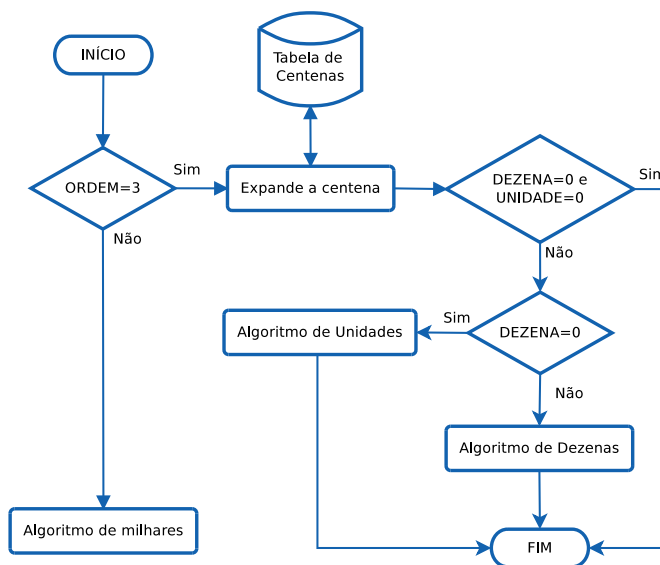 INÍCIO
Tabela de
Centenas
ORDEM=3
Sim
Expande a centena
DEZENA=0 e
UNIDADE=0
Sim
Não
Não
Algoritmo de Unidades
Sim
DEZENA=0
Não
Algoritmo de Dezenas
Algoritmo de milhares
FIM